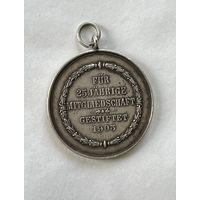 FÜR
25JÄHRIGE
MITGLIEDSCHAFT
GESTIFTET
1905